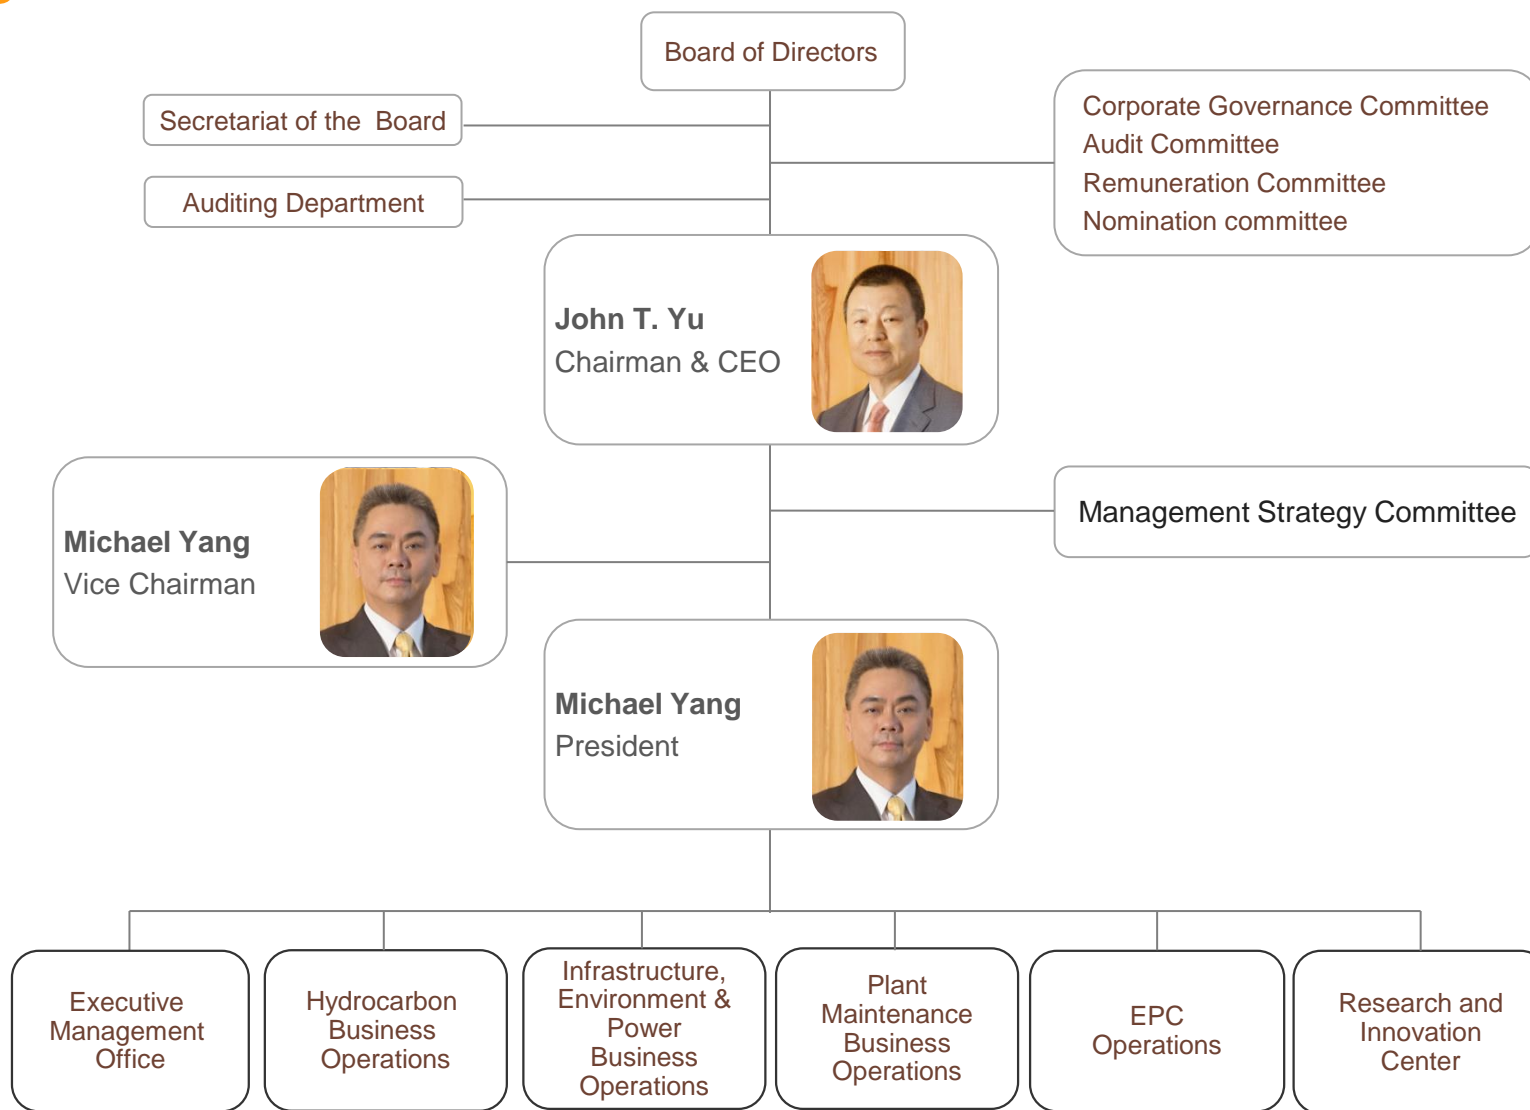 Board of Directors
Secretariat of the Board
Auditing Department
Corporate Governance Committee
Audit Committee
Remuneration Committee
Nomination committee
John T. Yu
Chairman & CEO
Michael Yang
Vice Chairman
Management Strategy Committee
Michael Yang
President
Executive
Management
Office
Hydrocarbon
Business
Operations
Infrastructure,
Environment &
Power
Business
Operations
Plant
Maintenance
Business
Operations
EPC
Operations
Research and
Innovation
Center